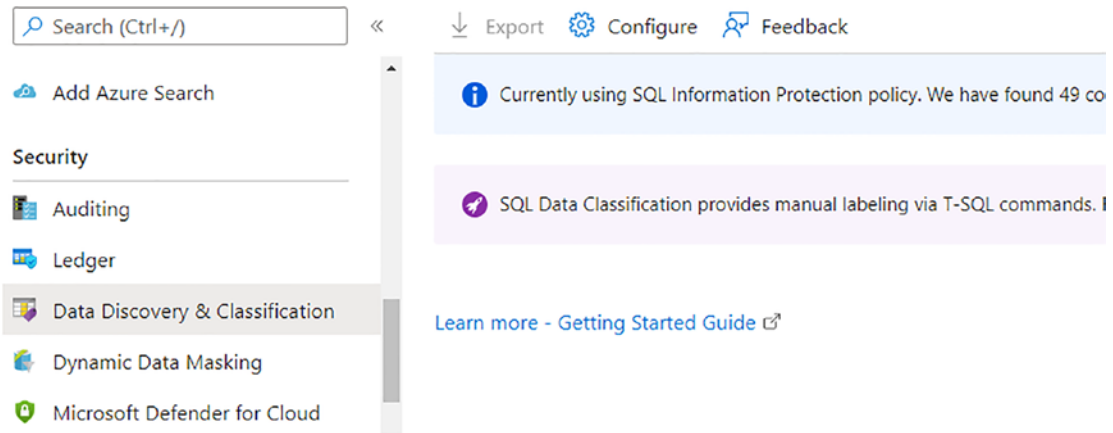 Search (Ctrl+/)
Export
Configure
Feedback
Add Azure Search
Currently using SQL Information Protection policy. We have found 49
Security
Auditing
SQL Data Classification provides manual labeling via T-SQL commands.
Ledger
Data Discovery & Classification
Learn more - Getting Started Guide
Dynamic Data Masking
Microsoft Defender for Cloud